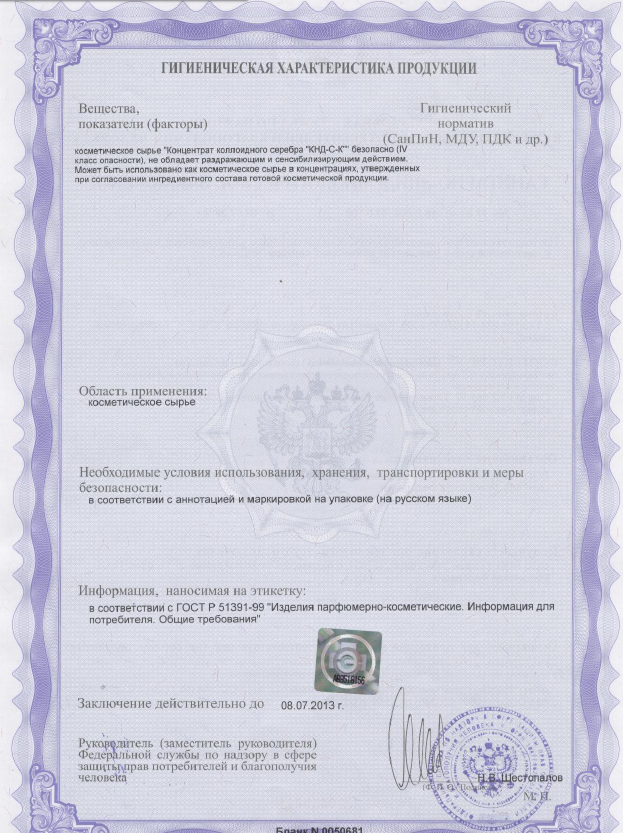 ГИГИЕНИЧЕСКАЯ ХАРАКТЕРИСТИКА ПРОДУКЦИИ
Вещества,
показатели (факторы)
Гигиенический
норматив
(СанПиН, МДУ, ПДК и др.)
косметическое сырье "Концентрат коллоидного серебра "КНД-С-К"" безопасно (IV
класс опасности), не обладает раздражающим и сенсибилизирующим действием.
Может быть использовано как косметическое сырье в концентрациях, утвержденных
при согласовании ингредиентного состава готовой косметической продукции.
Область применения:
косметическое сырье
Необходимые условия использования, хранения, транспортировки и меры
безопасности:
в соответствии с аннотацией и маркировкой на упаковке (на русском языке)
Информация, наносимая на этикетку:
в соответствии с ГОСТ Р 51391-99 "Изделия парфюмерно-косметические. Информация для
потребителя. Общие требования"
Заключение действительно до 08.07.2013 г.
Руководитель (заместитель руководителя)
Федеральной службы по надзору в сфере
защиты прав потребителей и благополучия
человека
Н.В. Шестопалов
М. П.
Бланк N 0050681